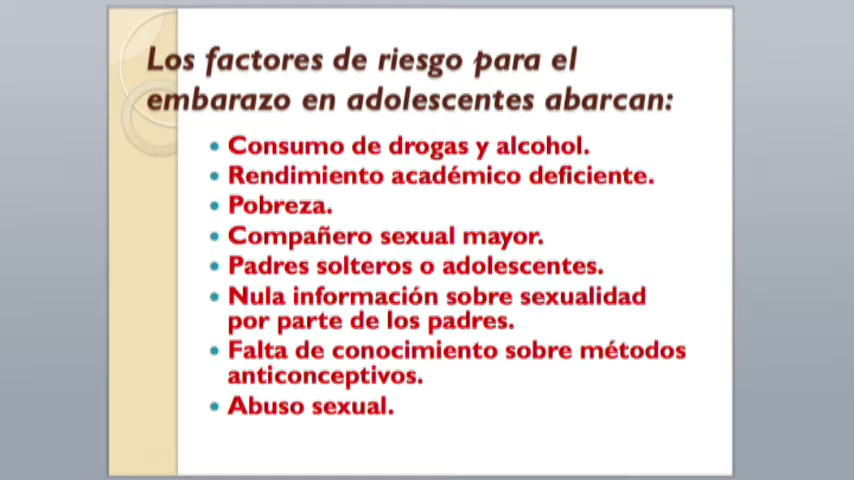 Los factores de riesgo para el
embarazo en adolescentes abarcan:
• Consumo de drogas y alcohol.
• Rendimiento académico deficiente.
• Pobreza.
• Compañero sexual mayor.
• Padres solteros o adolescentes.
• Nula información sobre sexualidad
por parte de los padres.
• Falta de conocimiento sobre métodos
anticonceptivos.
• Abuso sexual.